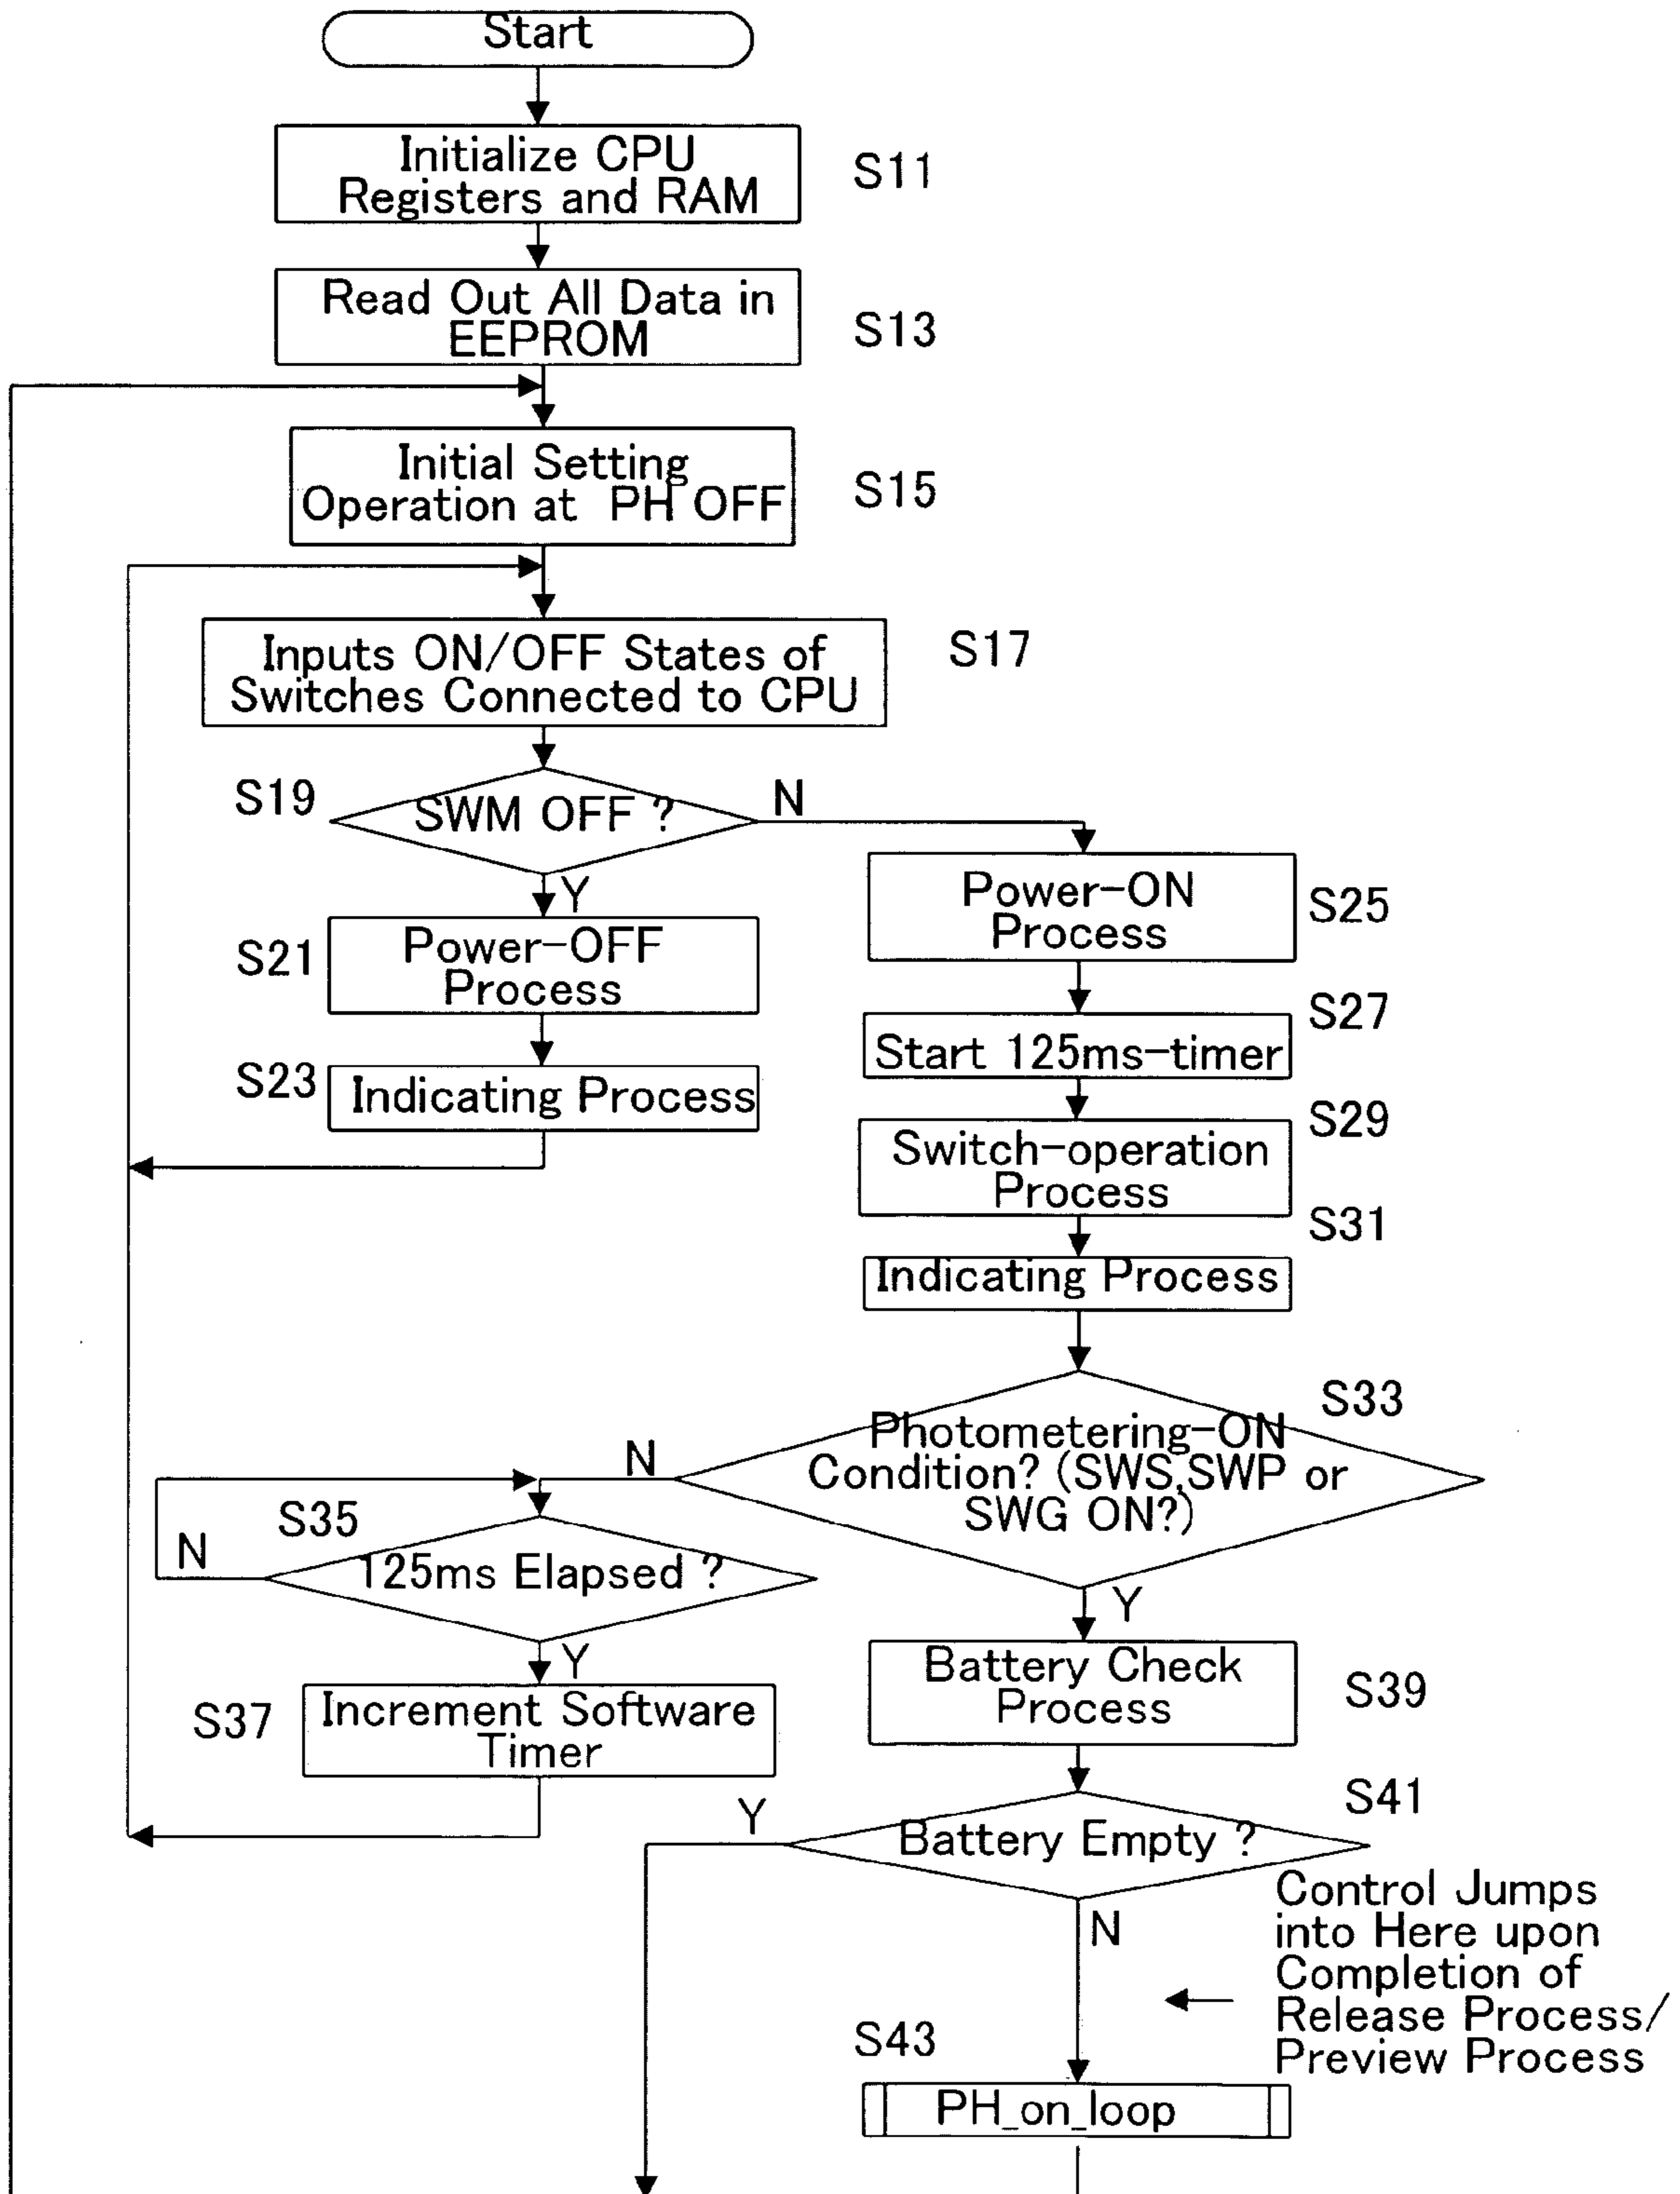 Start
Initialize CPU
Registers and RAM
S11
Read Out All Data in
EEPROM
S13
Initial Setting
Operation at PH OFF
S15
Inputs ON/OFF States of
Switches Connected to CPU
S17
S19
SWM OFF ?
N
Y
Power-ON
Process
S25
S21
Power-OFF
Process
S27
Start 125ms-timer
S23
Indicating Process
S29
Switch-operation
Process
S31
Indicating Process
S33
Photometering-ON
Condition? (SWS,SWP or
SWG ON?)
N
S35
N
125ms Elapsed ?
Y
Y
Battery Check
Process
S39
S37
Increment Software
Timer
S41
Y
Battery Empty ?
N
Control Jumps
into Here upon
Completion of
Release Process/
Preview Process
S43
PH_on_loop